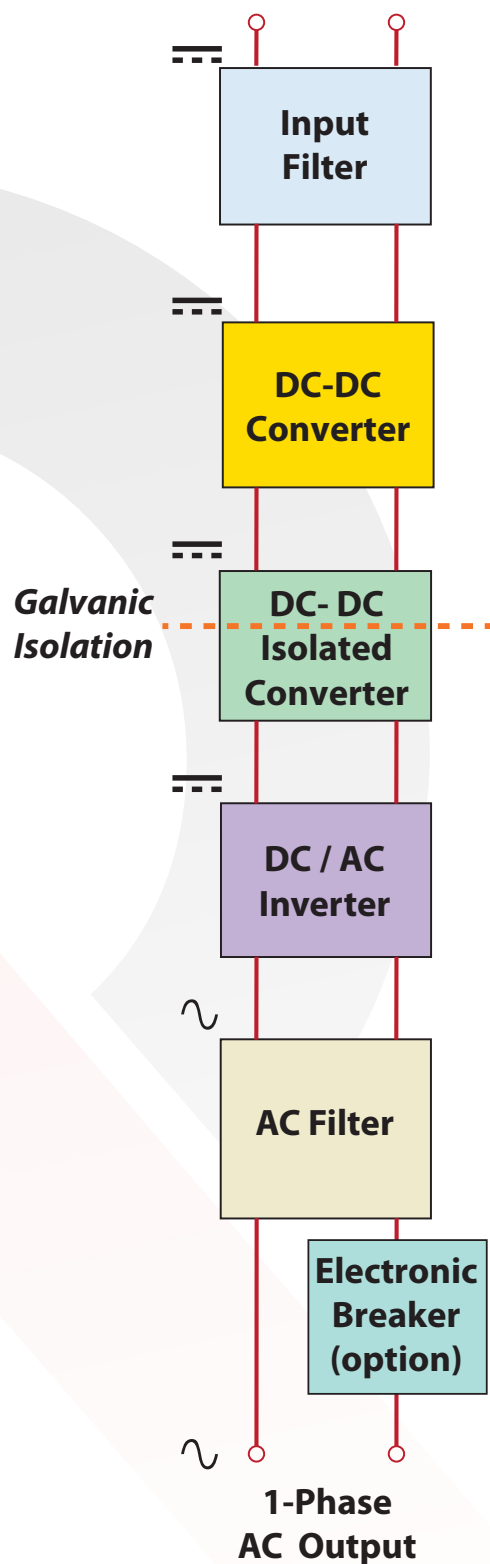 Input
Filter
DC-DC
Converter
Galvanic
Isolation
DC- DC
Isolated
Converter
DC / AC
Inverter
AC Filter
Electronic
Breaker
(option)
1-Phase
AC Output